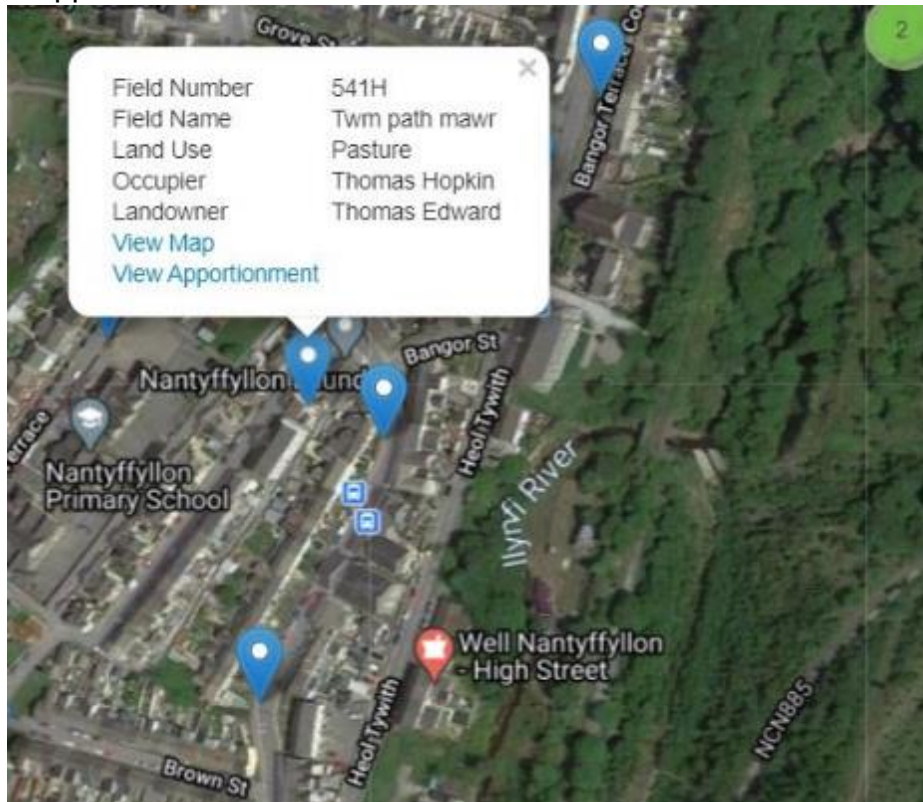 Grove St
2
Field Number 541H
Field Name Twm path mawr
Land Use Pasture
Occupier Thomas Hopkin
Landowner Thomas Edward
View Map
View Apportionment
Bangor Terrace
Bangor St
Nantyffyllon
Heol Tywith
Nantyffyllon
Primary School
llynfi River
Well Nantyffyllon
- High Street
Heol Tywith
NCN885
Brown St